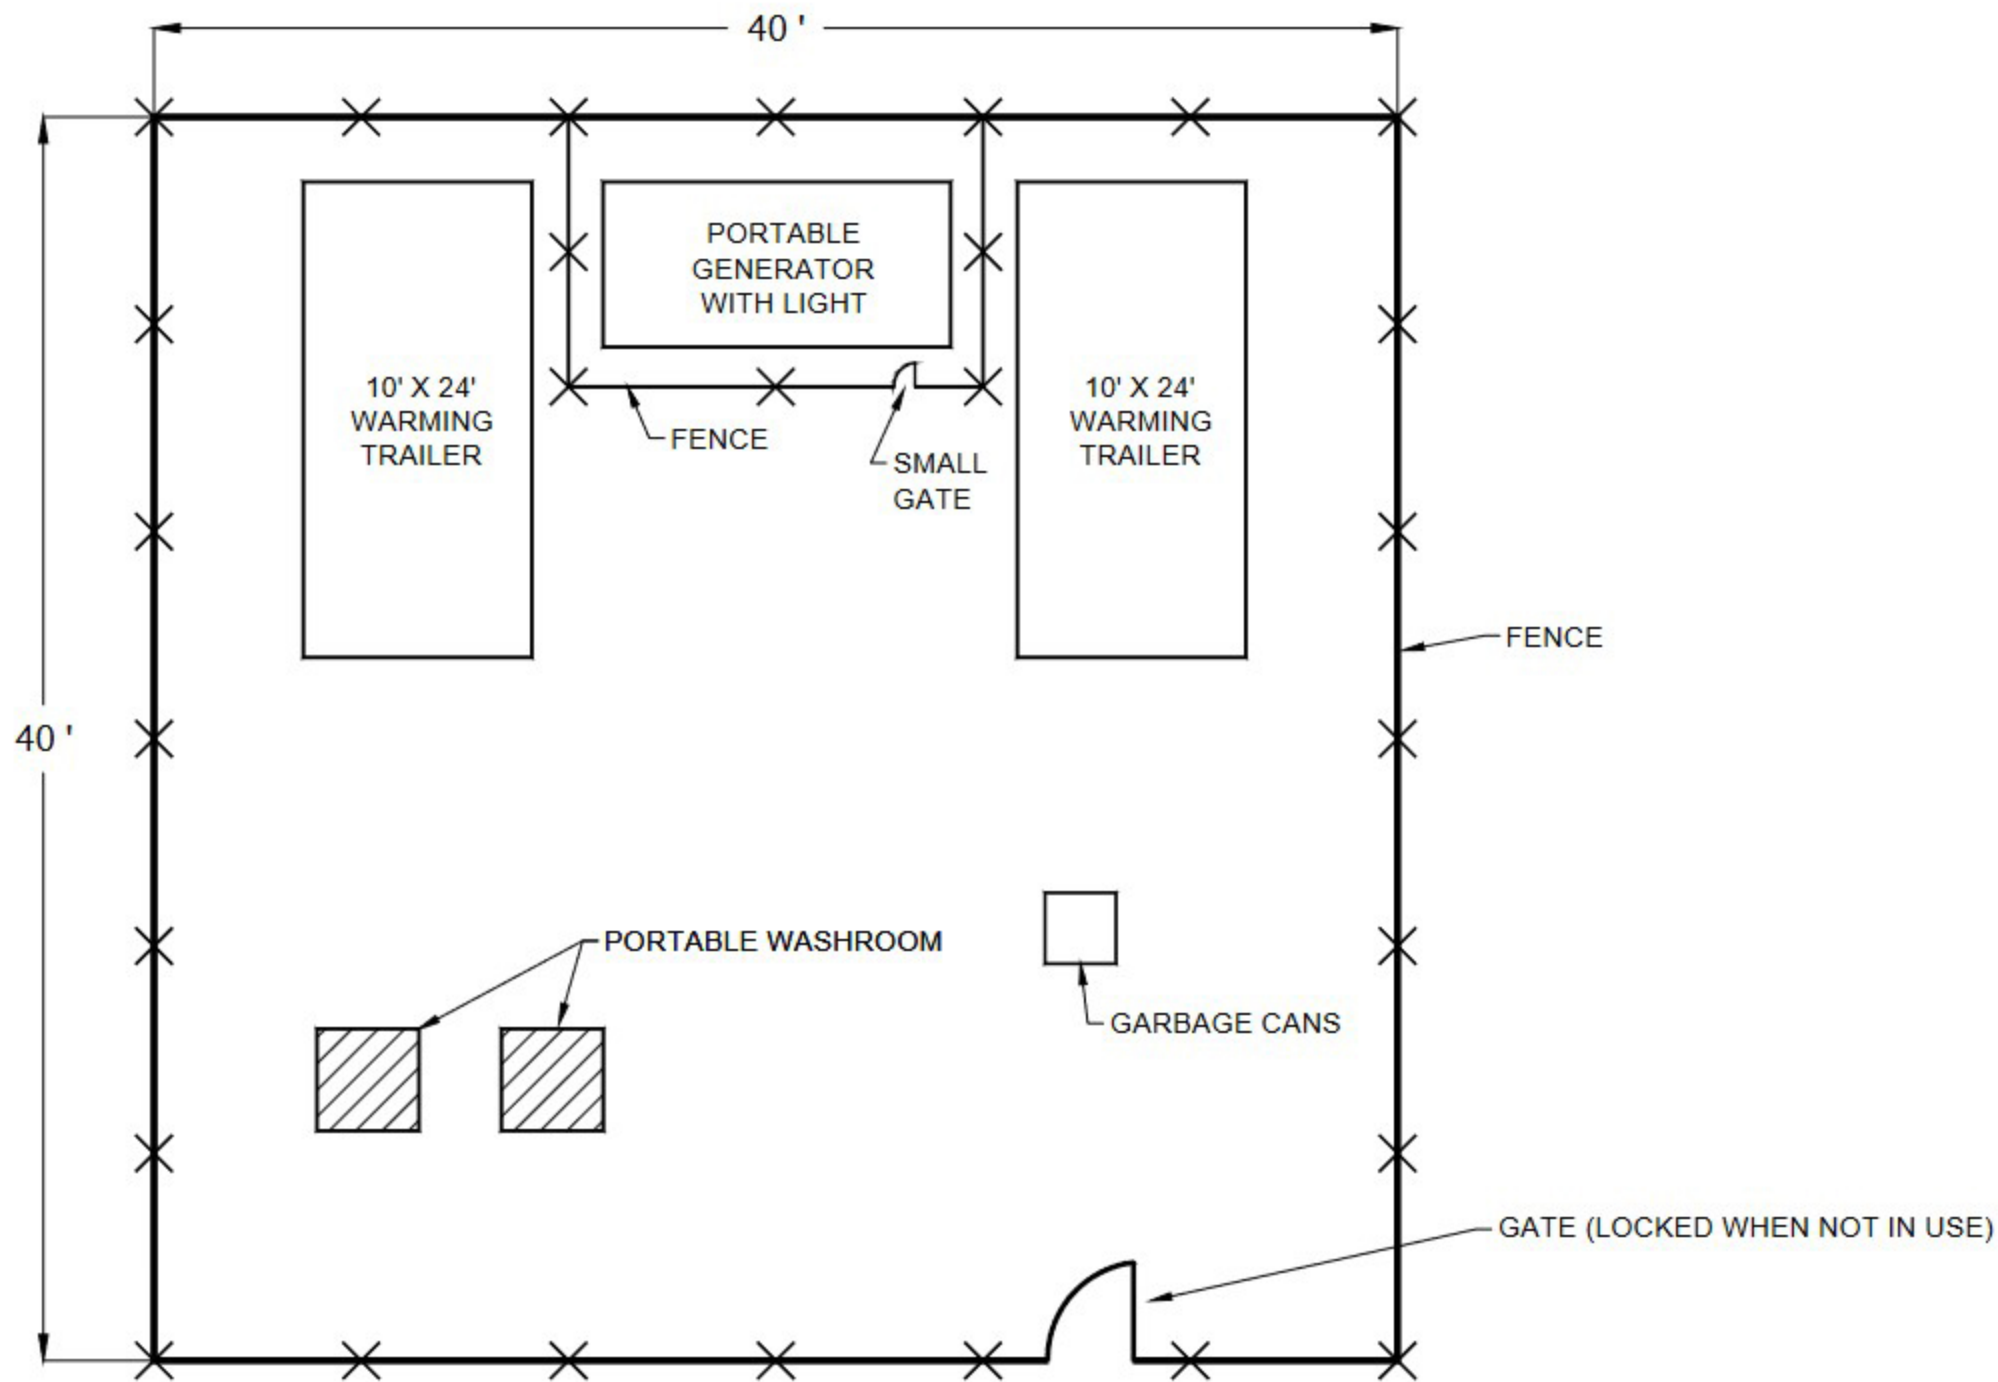 40 '
PORTABLE
GENERATOR
WITH LIGHT
10' X 24'
WARMING
TRAILER
10' X 24'
WARMING
TRAILER
FENCE
SMALL
GATE
FENCE
40 '
PORTABLE WASHROOM
GARBAGE CANS
GATE (LOCKED WHEN NOT IN USE)